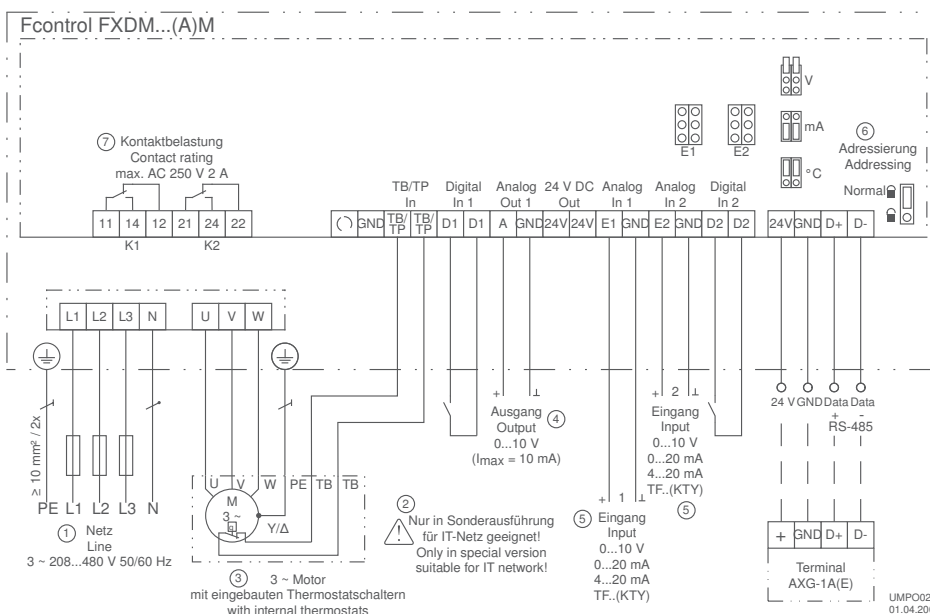 Fcontrol FXDM...(A)M
V
mA
°C
E1 E2
⑥
Adressierung
Addressing
Normal
⑦ Kontaktbelastung
Contact rating
max. AC 250 V 2 A
TB/TP Digital Analog 24 V DC Analog Analog Digital
In In 1 Out 1 Out In 1 In 2 In 2
11 14 12 21 24 22
K1 K2
GND TB/TP TB/TP D1 D1 A GND 24V 24V E1 GND E2 GND D2 D2
24V GND D+ D-
L1 L2 L3 N
U V W
≥ 10 mm² / 2x
PE L1 L2 L3 N
① Netz
Line
3 ~ 208...480 V 50/60 Hz
U V W PE TB TB
M
3 ~
Y/Δ
③ 3 ~ Motor
mit eingebauten Thermostatschaltern
with internal thermostats
+ ⊥
Ausgang
Output ④
0...10 V
(Imax = 10 mA)
②
Nur in Sonderausführung
für IT-Netz geeignet!
Only in special version
suitable for IT network!
+ 1 ⊥
⑤ Eingang
Input
0...10 V
0...20 mA
4...20 mA
TF..(KTY)
+ 2 ⊥
Eingang
Input
0...10 V
0...20 mA
4...20 mA
TF..(KTY)
⑤
24 V GND Data Data
+ -
RS-485
+ GND D+ D-
Terminal
AXG-1A(E)